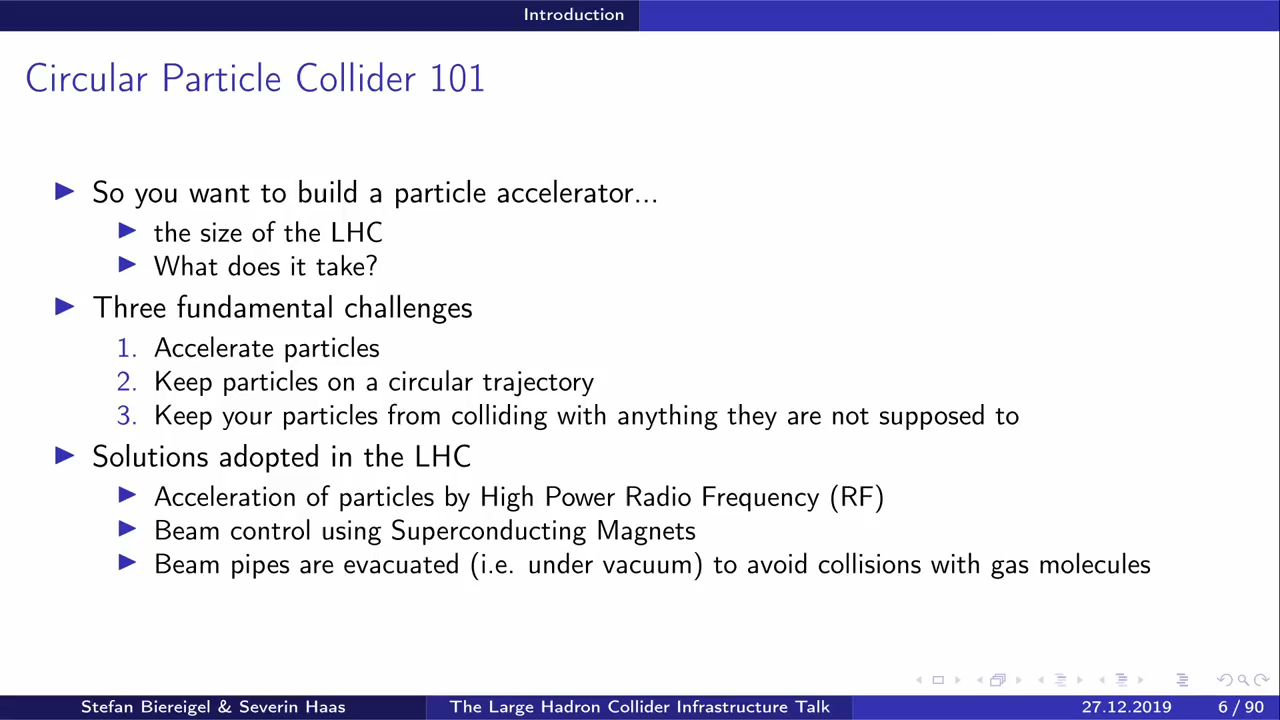 Introduction
Circular Particle Collider 101
So you want to build a particle accelerator...
the size of the LHC
What does it take?
Three fundamental challenges
1. Accelerate particles
2. Keep particles on a circular trajectory
3. Keep your particles from colliding with anything they are not supposed to
Solutions adopted in the LHC
Acceleration of particles by High Power Radio Frequency (RF)
Beam control using Superconducting Magnets
Beam pipes are evacuated (i.e. under vacuum) to avoid collisions with gas molecules
Stefan Biereigel & Severin Haas The Large Hadron Collider Infrastructure Talk 27.12.2019 6 / 90